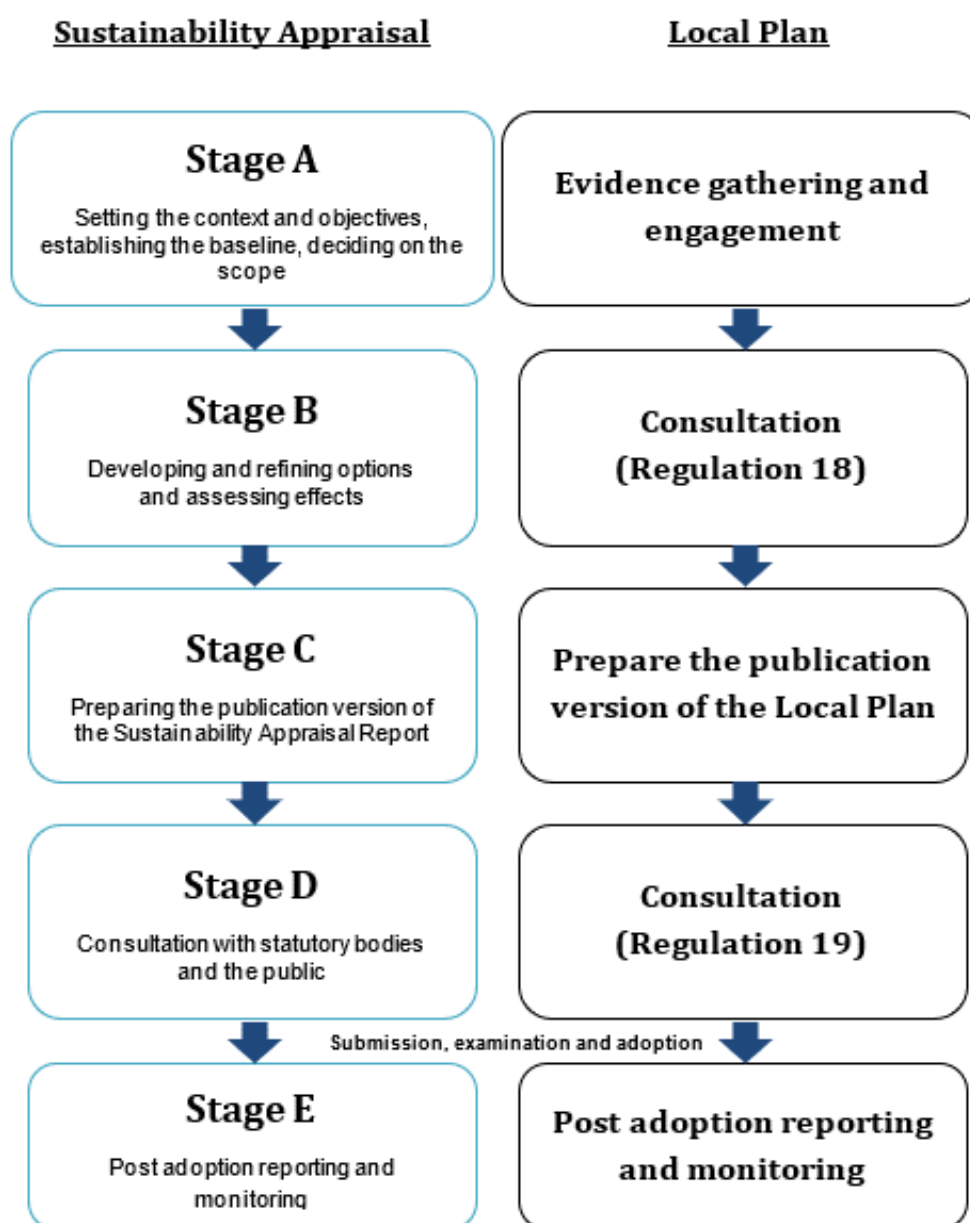 Sustainability Appraisal
Local Plan
Stage A
Setting the context and objectives,
establishing the baseline, deciding on the
scope
Evidence gathering and
engagement
Stage B
Developing and refining options
and assessing effects
Consultation
(Regulation 18)
Stage C
Preparing the publication version of
the Sustainability Appraisal Report
Prepare the publication
version of the Local Plan
Stage D
Consultation with statutory bodies
and the public
Consultation
(Regulation 19)
Submission, examination and adoption
Stage E
Post adoption reporting and
monitoring
Post adoption reporting
and monitoring